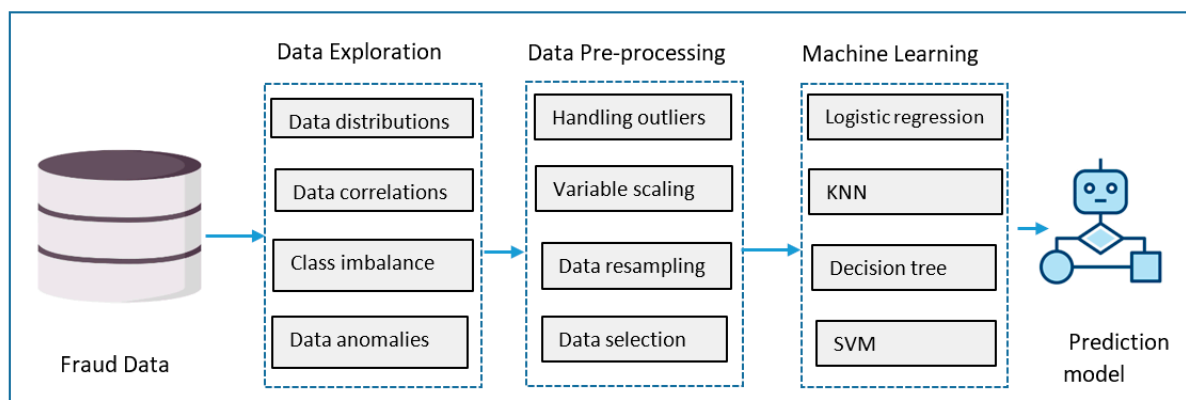 Data Exploration
Data Pre-processing
Machine Learning
Data distributions
Data correlations
Class imbalance
Data anomalies
Handling outliers
Variable scaling
Data resampling
Data selection
Logistic regression
KNN
Decision tree
SVM
Fraud Data
Prediction
model